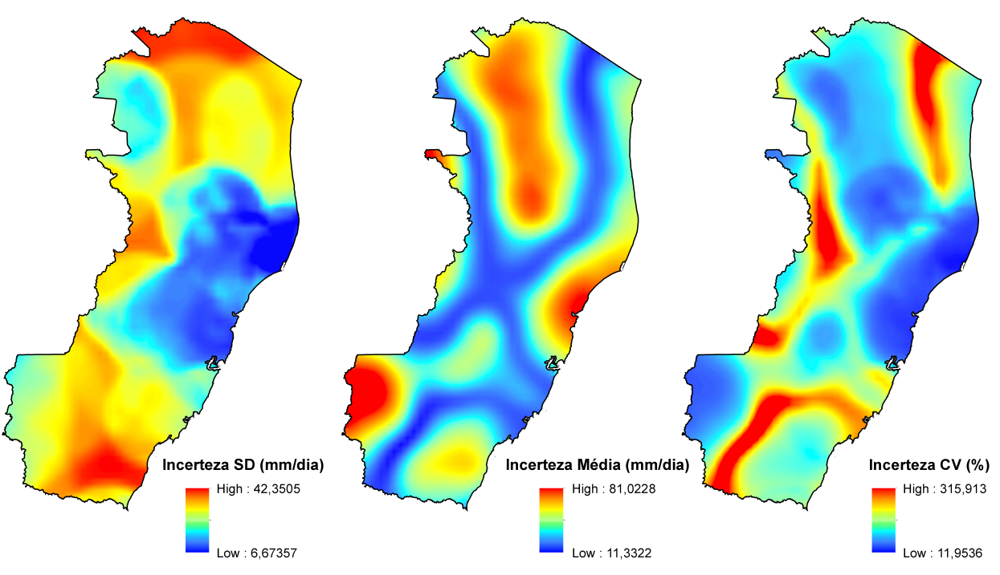 Incerteza SD (mm/dia)
High : 42,3505
Low : 6,67357
Incerteza Média (mm/dia)
High : 81,0228
Low : 11,3322
Incerteza CV (%)
High : 315,913
Low : 11,9536